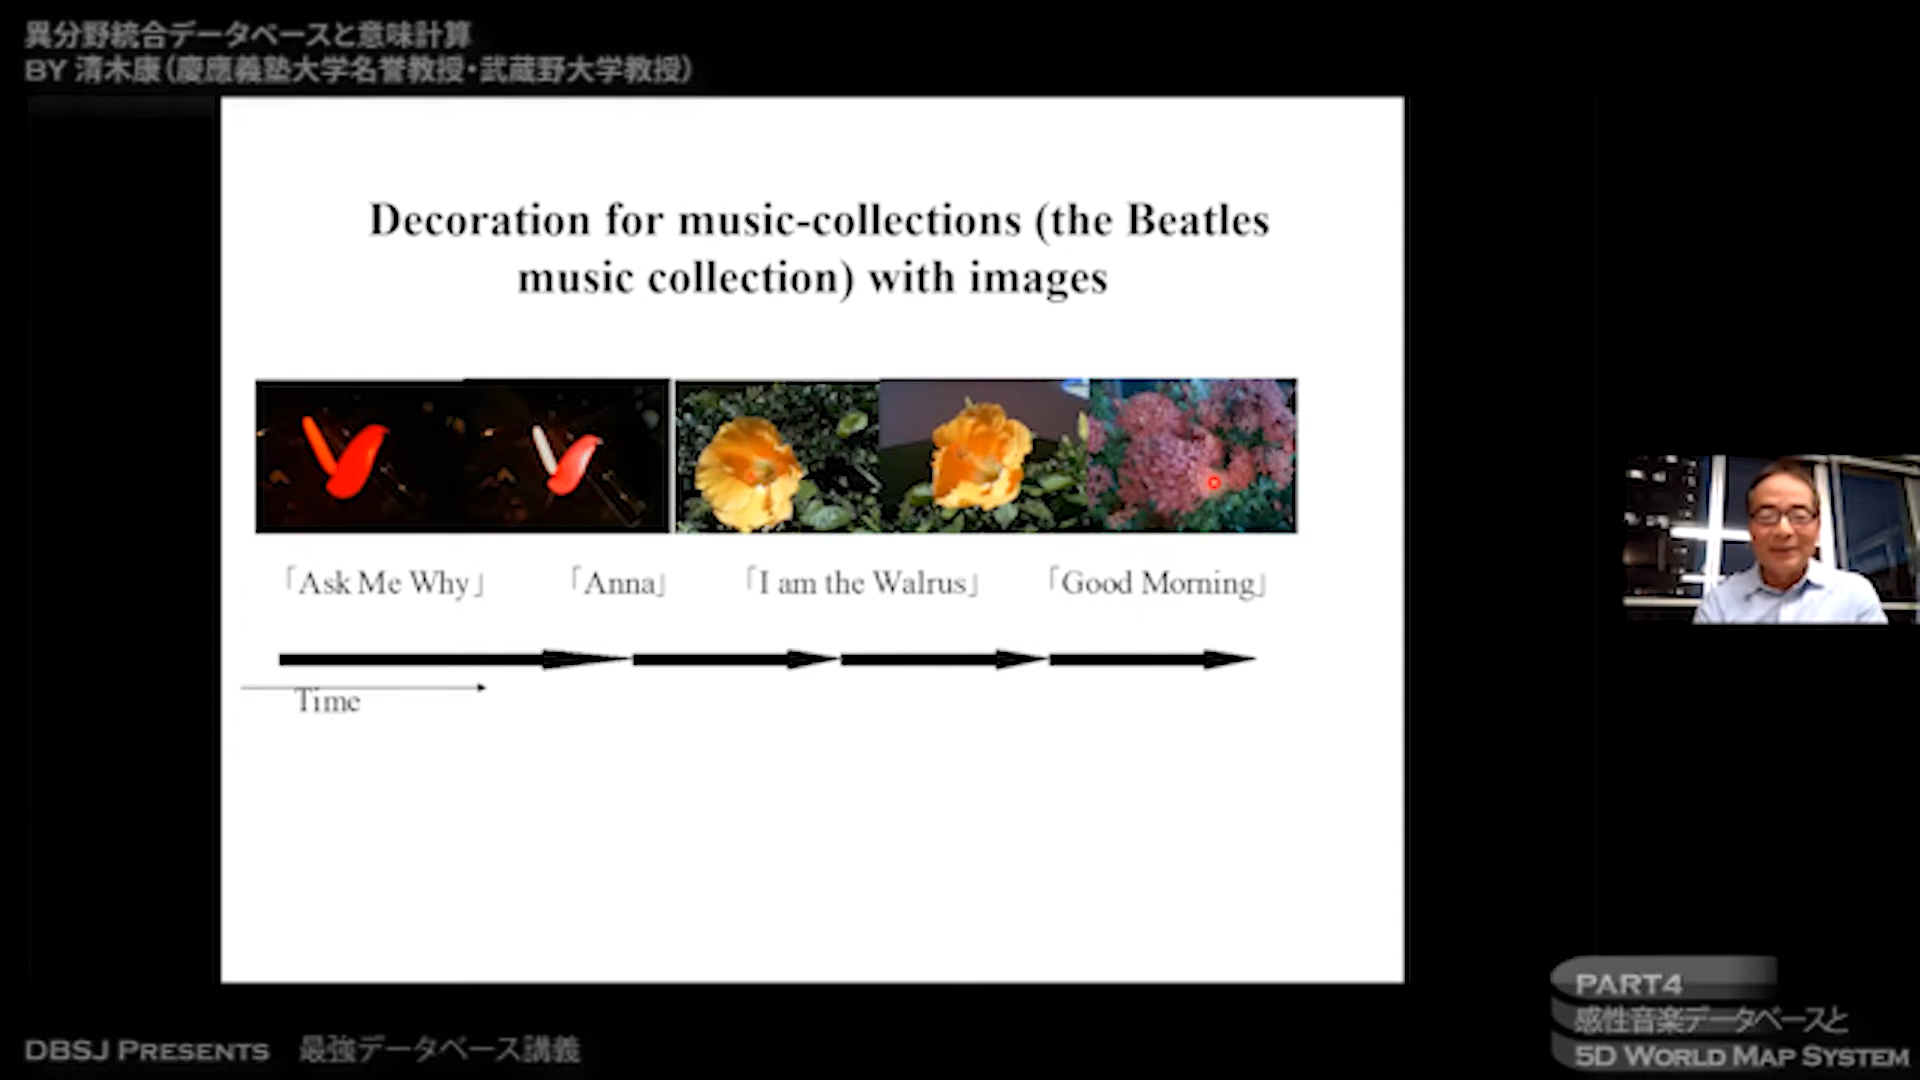 異分野統合データベースと意味計算
BY 清木康（慶應義塾大学名誉教授・武蔵野大学教授）
Decoration for music-collections (the Beatles
music collection) with images
「Ask Me Why」 「Anna」 「I am the Walrus」 「Good Morning」
Time
PART4
感性音楽データベースと
5D WORLD MAP SYSTEM
DBSJ PRESENTS 最強データベース講義